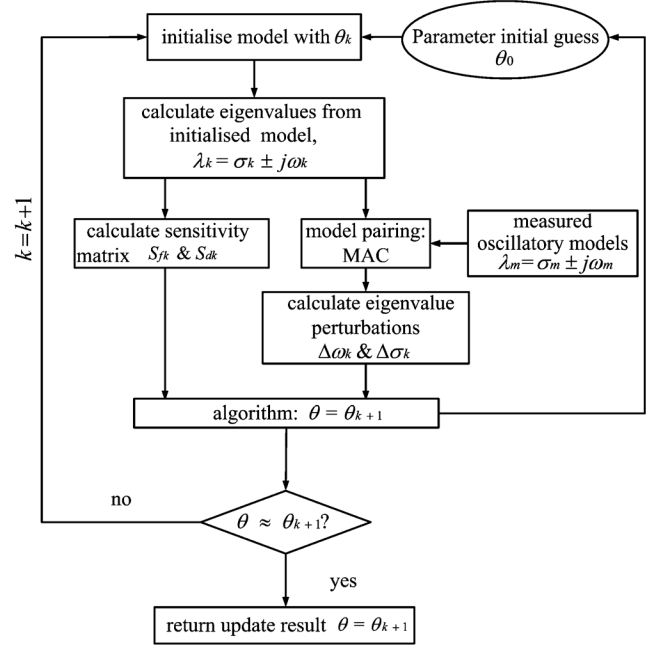 initialise model with θk
Parameter initial guess
θ0
calculate eigenvalues from
initialised model,
λk = σk ± jωk
k = k+1
calculate sensitivity
matrix Sfk & Sdk
model pairing:
MAC
measured
oscillatory models
λm = σm ± jωm
calculate eigenvalue
perturbations
Δωk & Δσk
algorithm: θ = θk+1
no
θ ≈ θk+1?
yes
return update result θ = θk+1